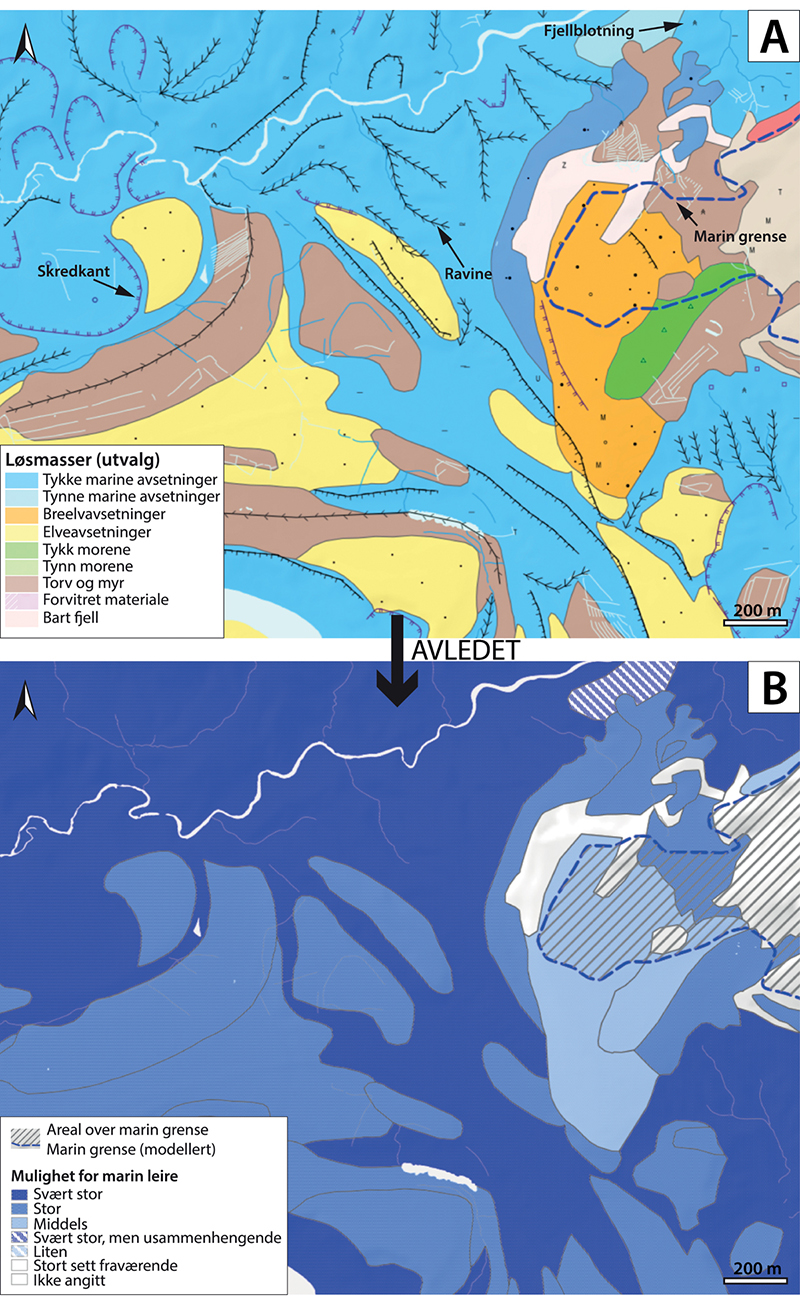 Fjellblotning
A
Marin grense
Skredkant
Ravine
Z
T
T
T
M
M
U
M
M
T
Løsmasser (utvalg)
Tykke marine avsetninger
Tynne marine avsetninger
Breelvavsetninger
Elveavsetninger
Tykk morene
Tynn morene
Torv og myr
Forvitret materiale
Bart fjell
200 m
AVLEDET
B
Areal over marin grense
Marin grense (modellert)
Mulighet for marin leire
Svært stor
Stor
Middels
Svært stor, men usammenhengende
Liten
Stort sett fraværende
Ikke angitt
200 m